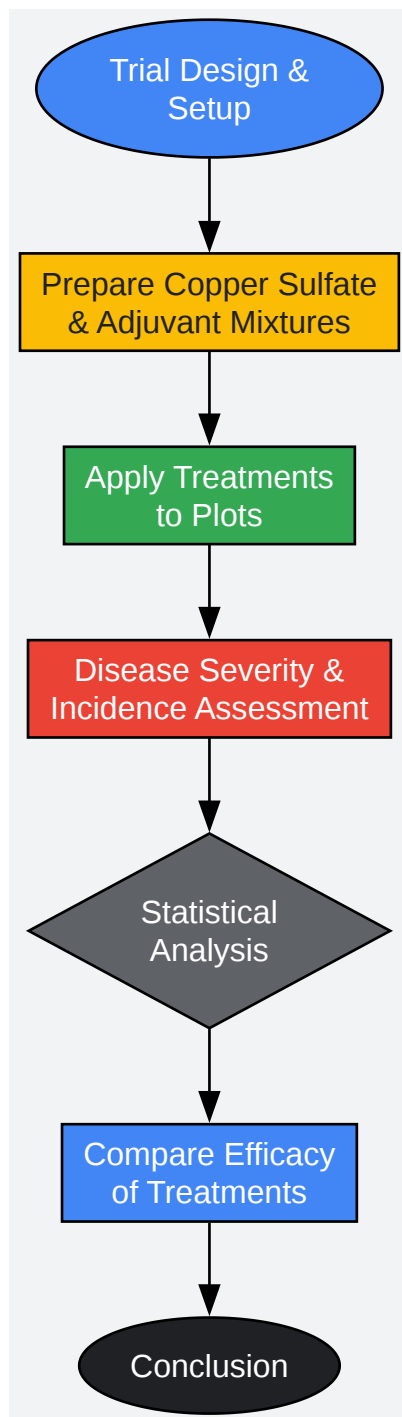 Trial Design &
Setup
Prepare Copper Sulfate
& Adjuvant Mixtures
Apply Treatments
to Plots
Disease Severity &
Incidence Assessment
Statistical
Analysis
Compare Efficacy
of Treatments
Conclusion